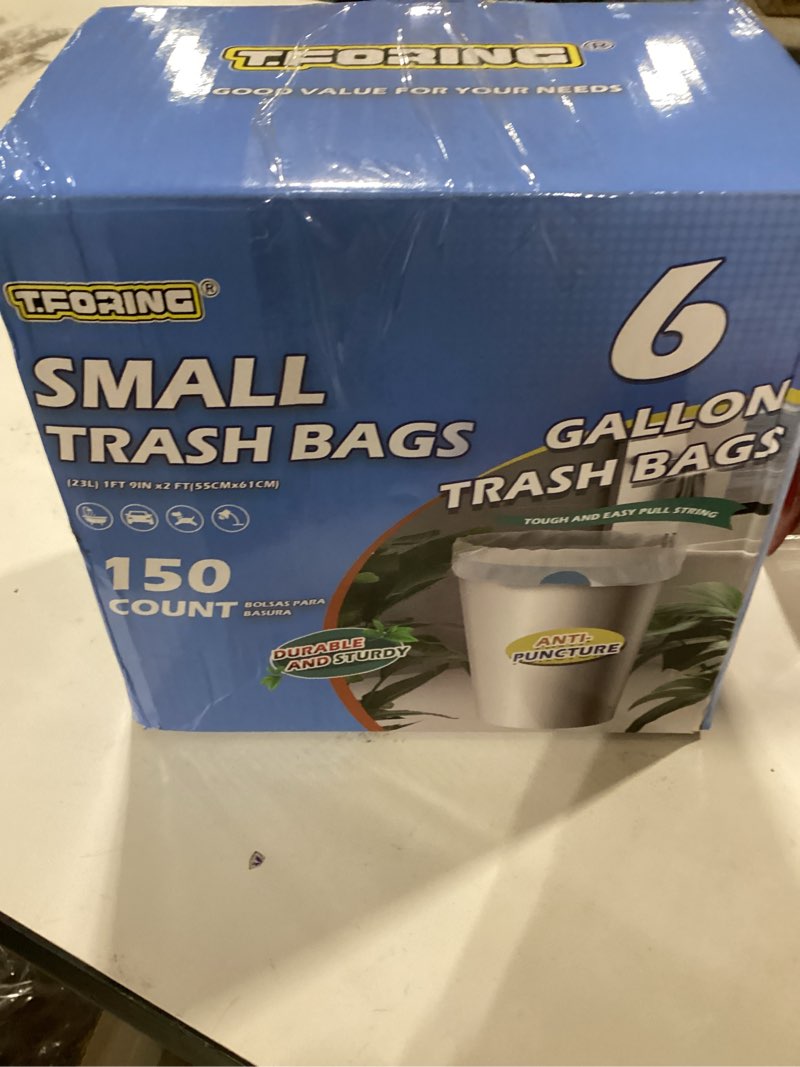 T.FORING®
GOOD VALUE FOR YOUR NEEDS
T.FORING®
SMALL
TRASH BAGS
(23L) 1FT 9IN x2 FT(55CMx61CM)
150
COUNT
BOLSAS PARA
BASURA
DURABLE
AND STURDY
6
GALLON
TRASH BAGS
TOUGH AND EASY PULL STRING
ANTI-
PUNCTURE